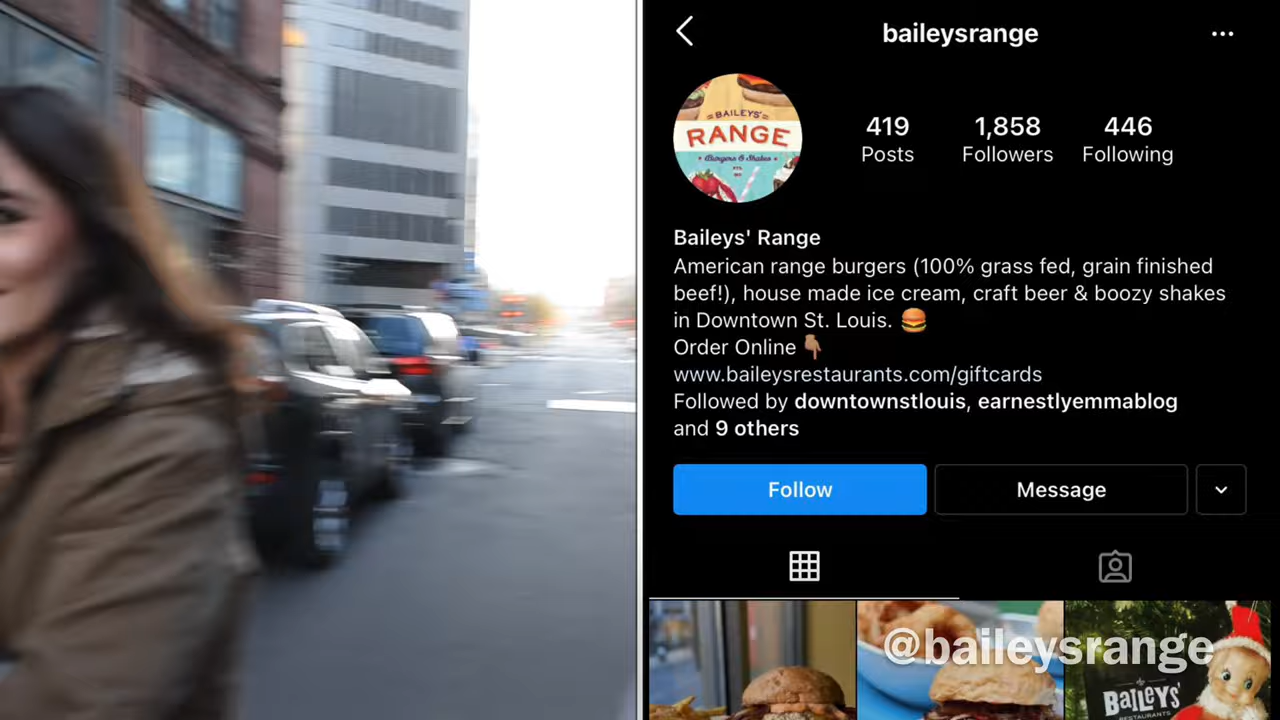 baileysrange
BAILEYS'
RANGE
Burgers & Shakes
419
Posts
1,858
Followers
446
Following
Baileys' Range
American range burgers (100% grass fed, grain finished
beef!), house made ice cream, craft beer & boozy shakes
in Downtown St. Louis. 🍔
Order Online 👇🏽
www.baileysrestaurants.com/giftcards
Followed by downtownstlouis, earnestlyemmablog
and 9 others
Follow
Message
@baileysrange
BAILEYS'
RESTAURANTS